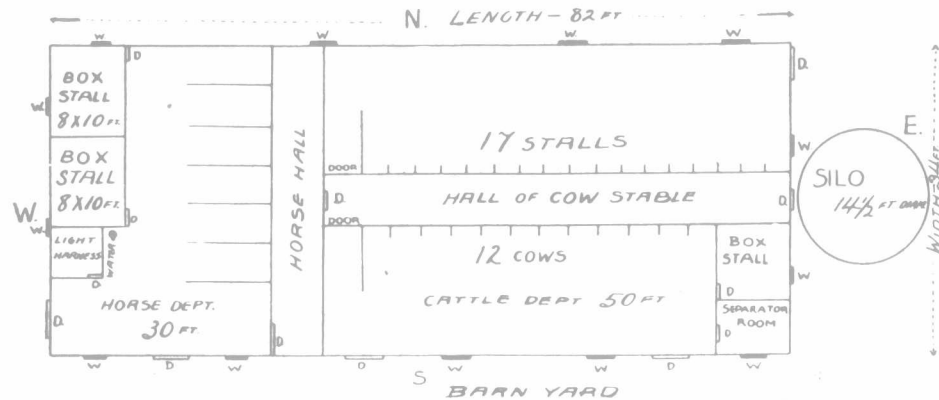 N. LENGTH - 82 FT
W. W W. W
BOX STALL 8X10 FT.
D
W.
BOX STALL 8X10 FT.
D
W.
W
LIGHT HARNESS
WATER
D
HORSE DEPT. 30 FT.
D.
HORSE HALL
D
17 STALLS
DOOR
D.
HALL OF COW STABLE
D.
DOOR
12 COWS
CATTLE DEPT 50 FT
BOX STALL
D
SEPARATOR ROOM
D
D.
W
W
E.
SILO
14 1/2 FT
W D W D W W D W
S
BARN YARD